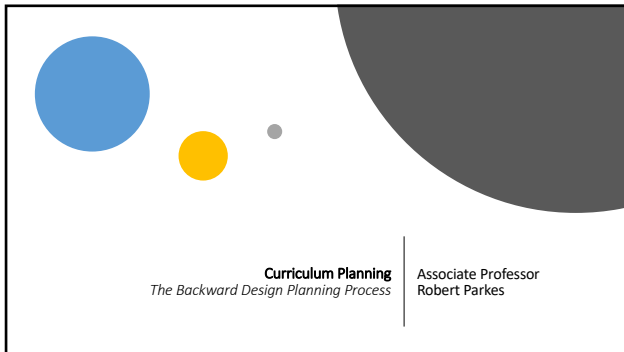 Curriculum Planning
The Backward Design Planning Process
Associate Professor
Robert Parkes